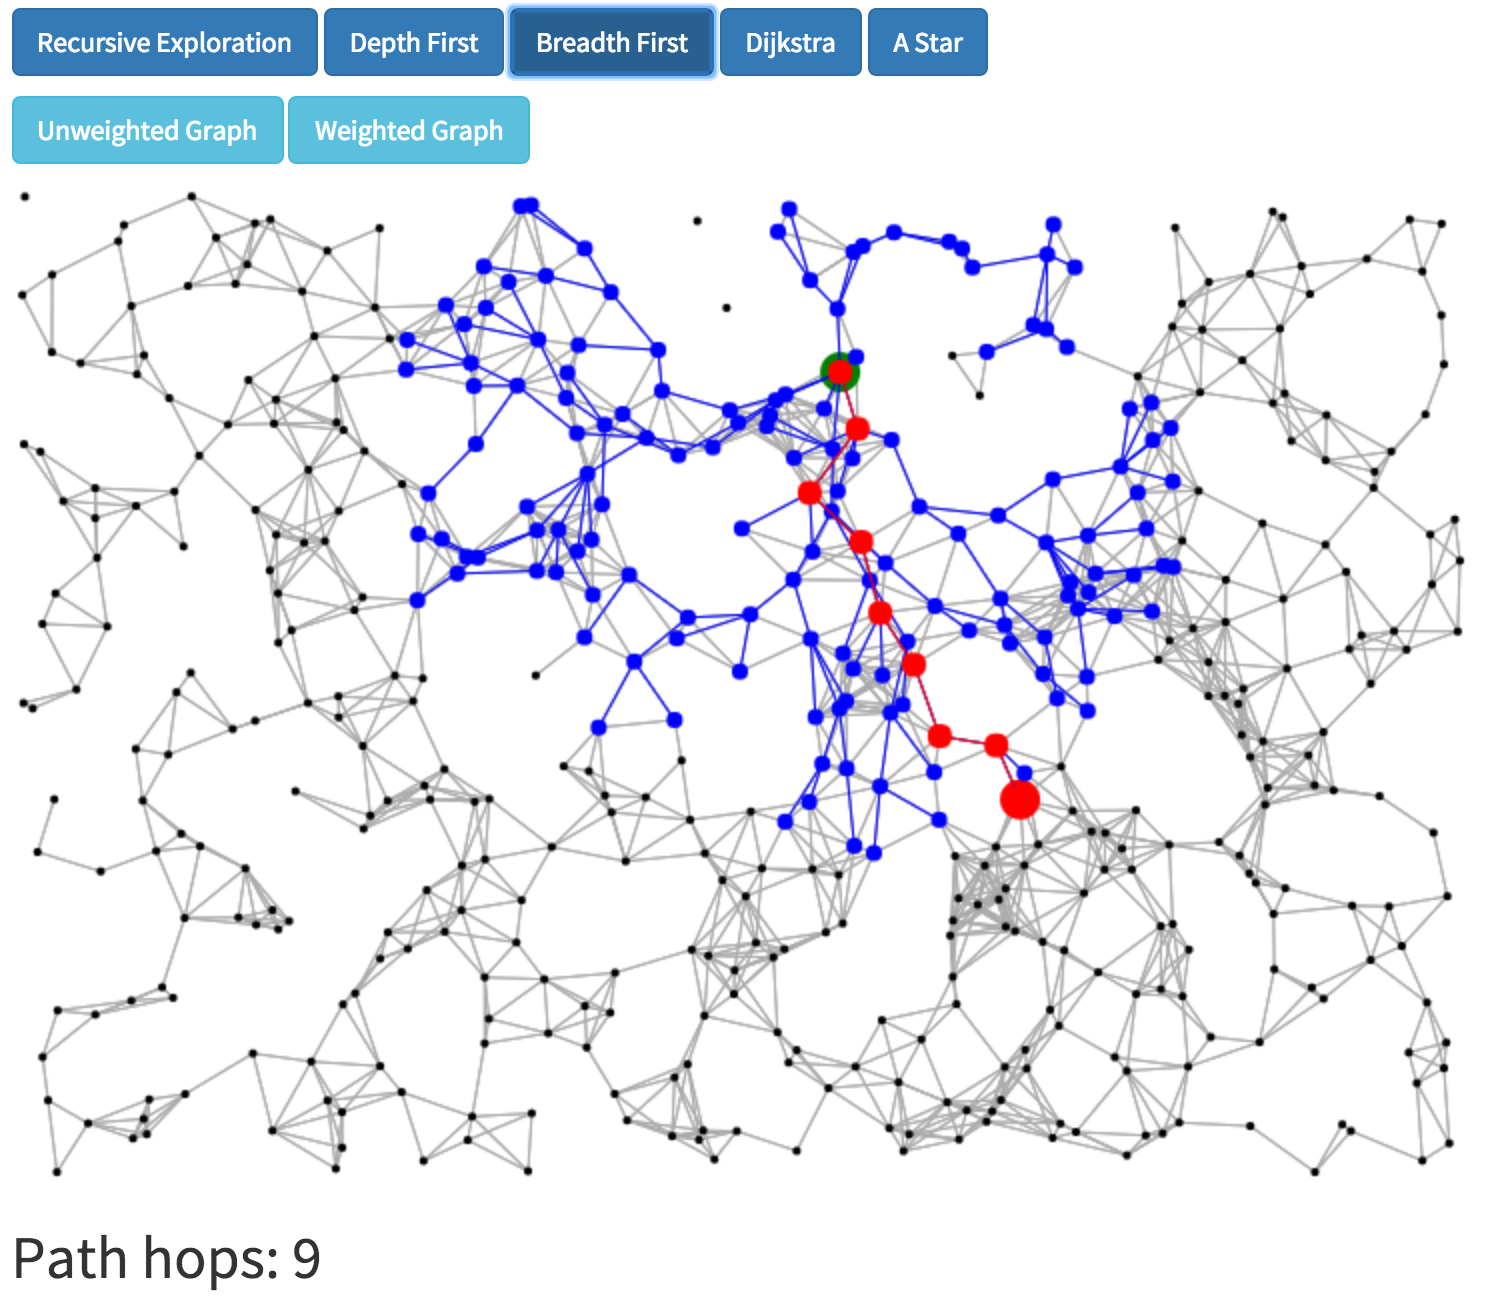 Recursive Exploration Depth First Breadth First Dijkstra A Star
Unweighted Graph Weighted Graph
Path hops: 9